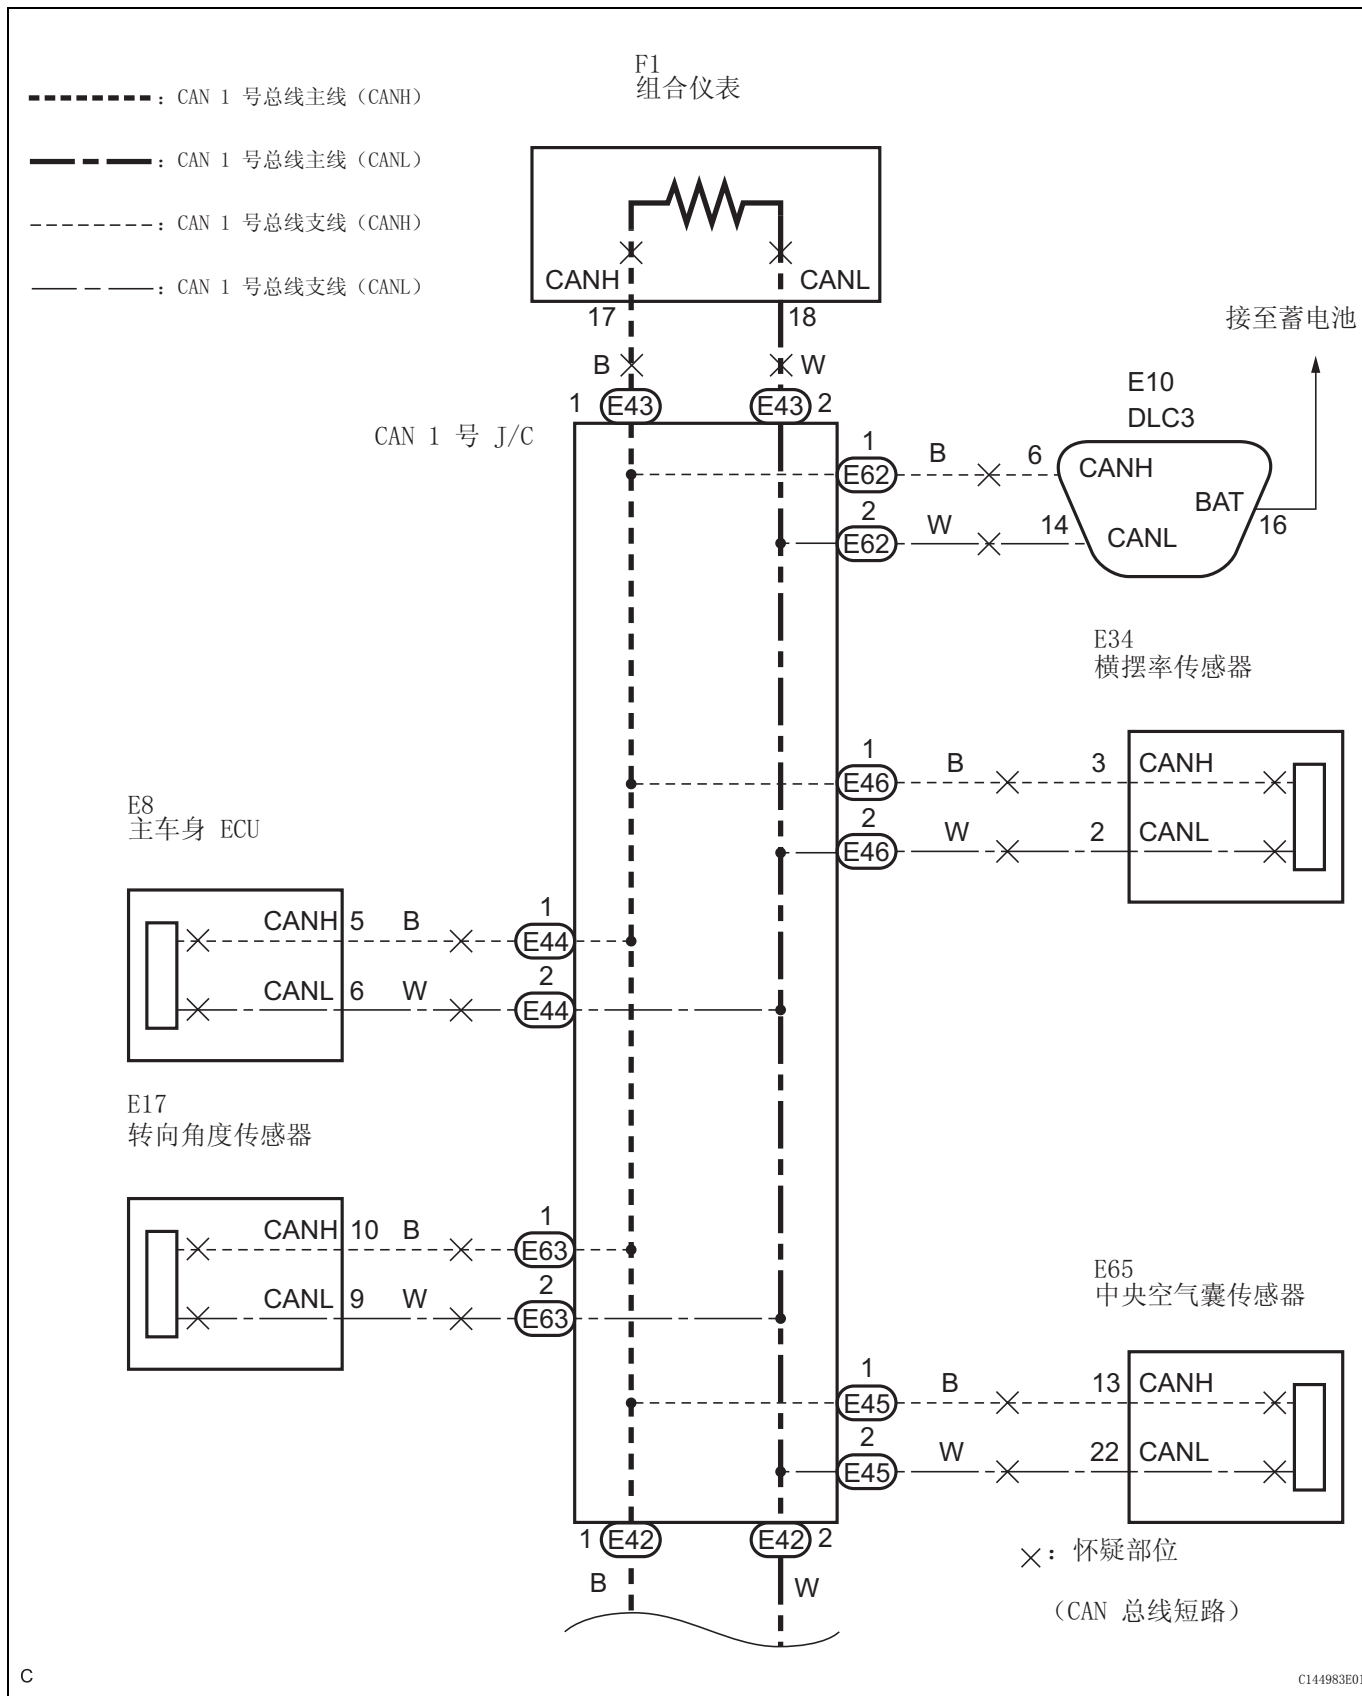 F1
组合仪表
: CAN 1 号总线主线（CANH）
: CAN 1 号总线主线（CANL）
: CAN 1 号总线支线（CANH）
: CAN 1 号总线支线（CANL）
CANH
CANL
17
18
B
W
1
E43
E43
2
CAN 1 号 J/C
接至蓄电池
E10
DLC3
1
E62
B
6
CANH
BAT
16
2
E62
W
14
CANL
E34
横摆率传感器
1
E46
B
3
CANH
2
E46
W
2
CANL
E8
主车身 ECU
CANH
5
B
1
E44
CANL
6
W
2
E44
E17
转向角度传感器
CANH
10
B
1
E63
CANL
9
W
2
E63
E65
中央空气囊传感器
1
E45
B
13
CANH
2
E45
W
22
CANL
1
E42
E42
2
B
W
: 怀疑部位
（CAN 总线短路）
C
C144983E01